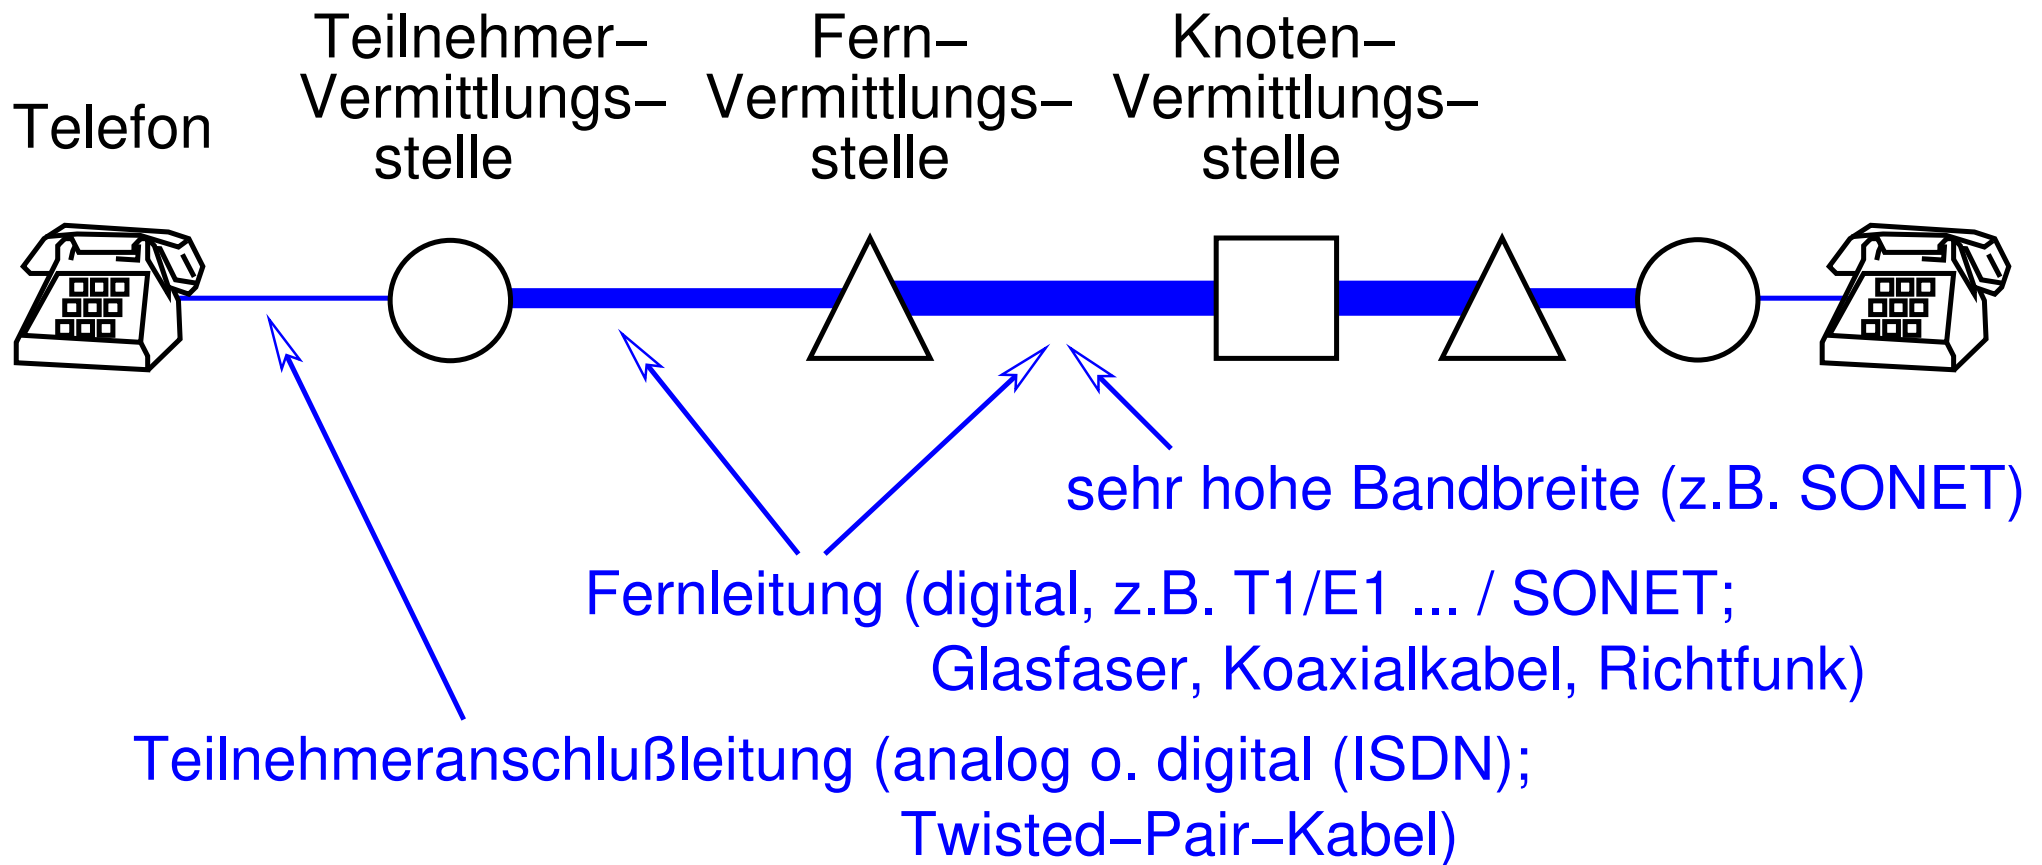 Telefon
Teilnehmer–
Vermittlungs–
stelle
Fern–
Vermittlungs–
stelle
Knoten–
Vermittlungs–
stelle
sehr hohe Bandbreite (z.B. SONET)
Fernleitung (digital, z.B. T1/E1 ... / SONET;
Glasfaser, Koaxialkabel, Richtfunk)
Teilnehmeranschlußleitung (analog o. digital (ISDN);
Twisted–Pair–Kabel)